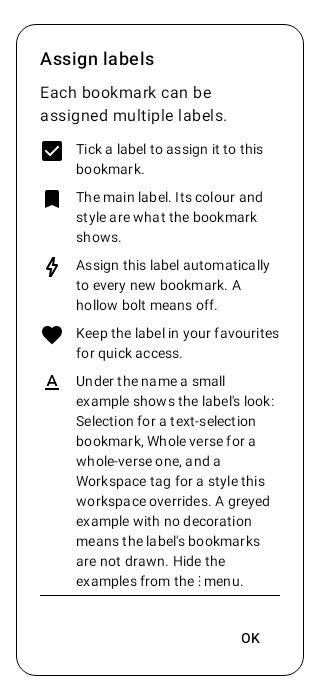 Assign labels
Each bookmark can be
assigned multiple labels.
Tick a label to assign it to this
bookmark.
The main label. Its colour and
style are what the bookmark
shows.
Assign this label automatically
to every new bookmark. A
hollow bolt means off.
Keep the label in your favourites
for quick access.
A
Under the name a small
example shows the label's look:
Selection for a text-selection
bookmark, Whole verse for a
whole-verse one, and a
Workspace tag for a style this
workspace overrides. A greyed
example with no decoration
means the label's bookmarks
are not drawn. Hide the
examples from the ⋮ menu.
OK